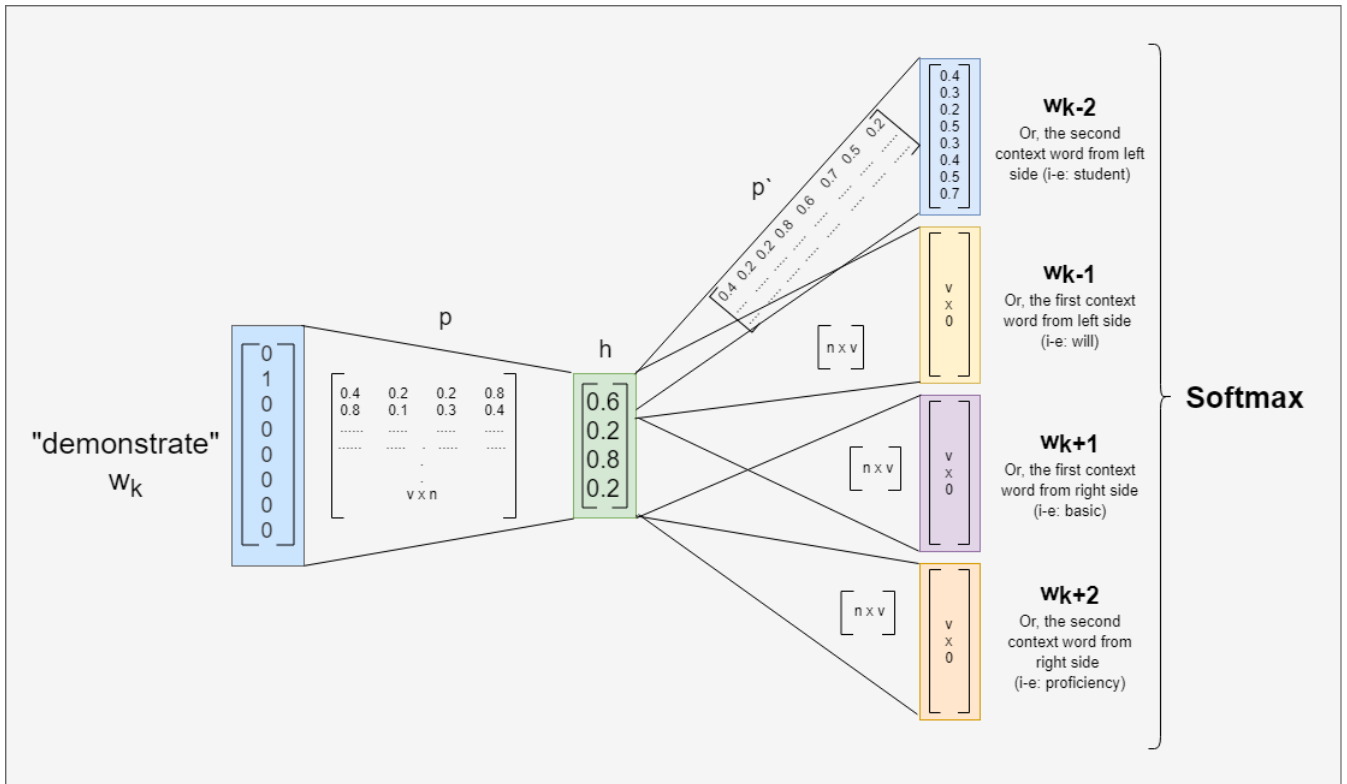 "demonstrate"
wk
0
1
0
0
0
0
0
0
p
0.4 0.2 0.2 0.8
0.8 0.1 0.3 0.4
..... ..... ..... .....
..... ..... . .....
.
.
v x n
h
0.6
0.2
0.8
0.2
p'
0.4 0.2 0.2 0.8 0.6 0.7 0.5 0.2
n x v
n x v
n x v
0.4
0.3
0.2
0.5
0.3
0.4
0.5
0.7
wk-2
Or, the second
context word from left
side (i-e: student)
v
x
0
wk-1
Or, the first context
word from left side
(i-e: will)
v
x
0
wk+1
Or, the first context
word from right side
(i-e: basic)
v
x
0
wk+2
Or, the second
context word from
right side
(i-e: proficiency)
Softmax